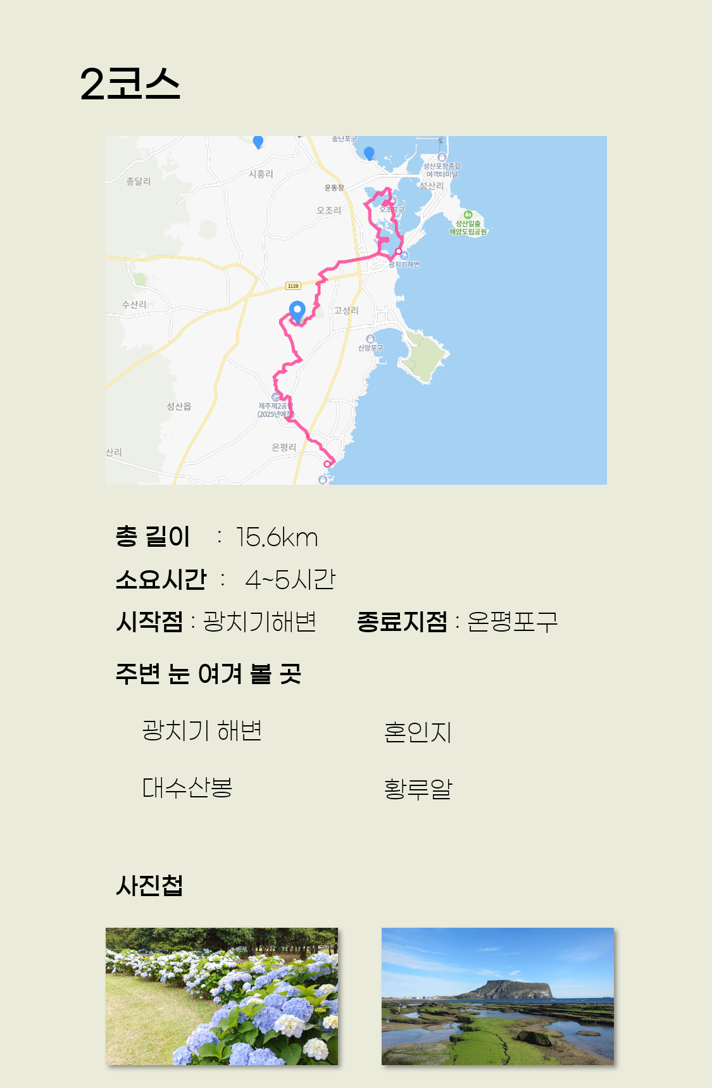 2코스
종달리
시흥리
종난포구
운동장
오조리
성산포항종합
여객터미널
성산리
성산일출
해양도립공원
광치기해변
1119
수산리
고성리
신양포구
성산읍
제주제2공항
(2025년예정)
온평리
산리
총 길이 : 15.6km
소요시간 : 4~5시간
시작점 : 광치기해변 종료지점 : 온평포구
주변 눈 여겨 볼 곳
광치기 해변 혼인지
대수산봉 황루알
사진첩